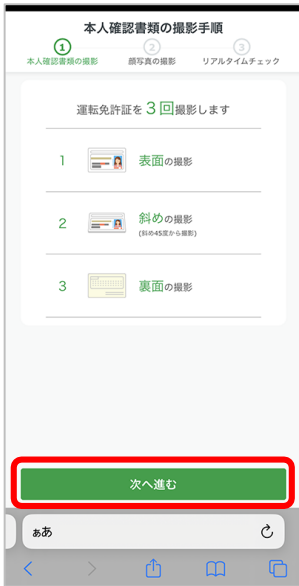 本人確認書類の撮影手順
1 2 3
本人確認書類の撮影 顔写真の撮影 リアルタイムチェック
運転免許証を3回撮影します
1 表面の撮影
2 斜めの撮影
(斜め45度から撮影)
3 裏面の撮影
次へ進む
ぁあ